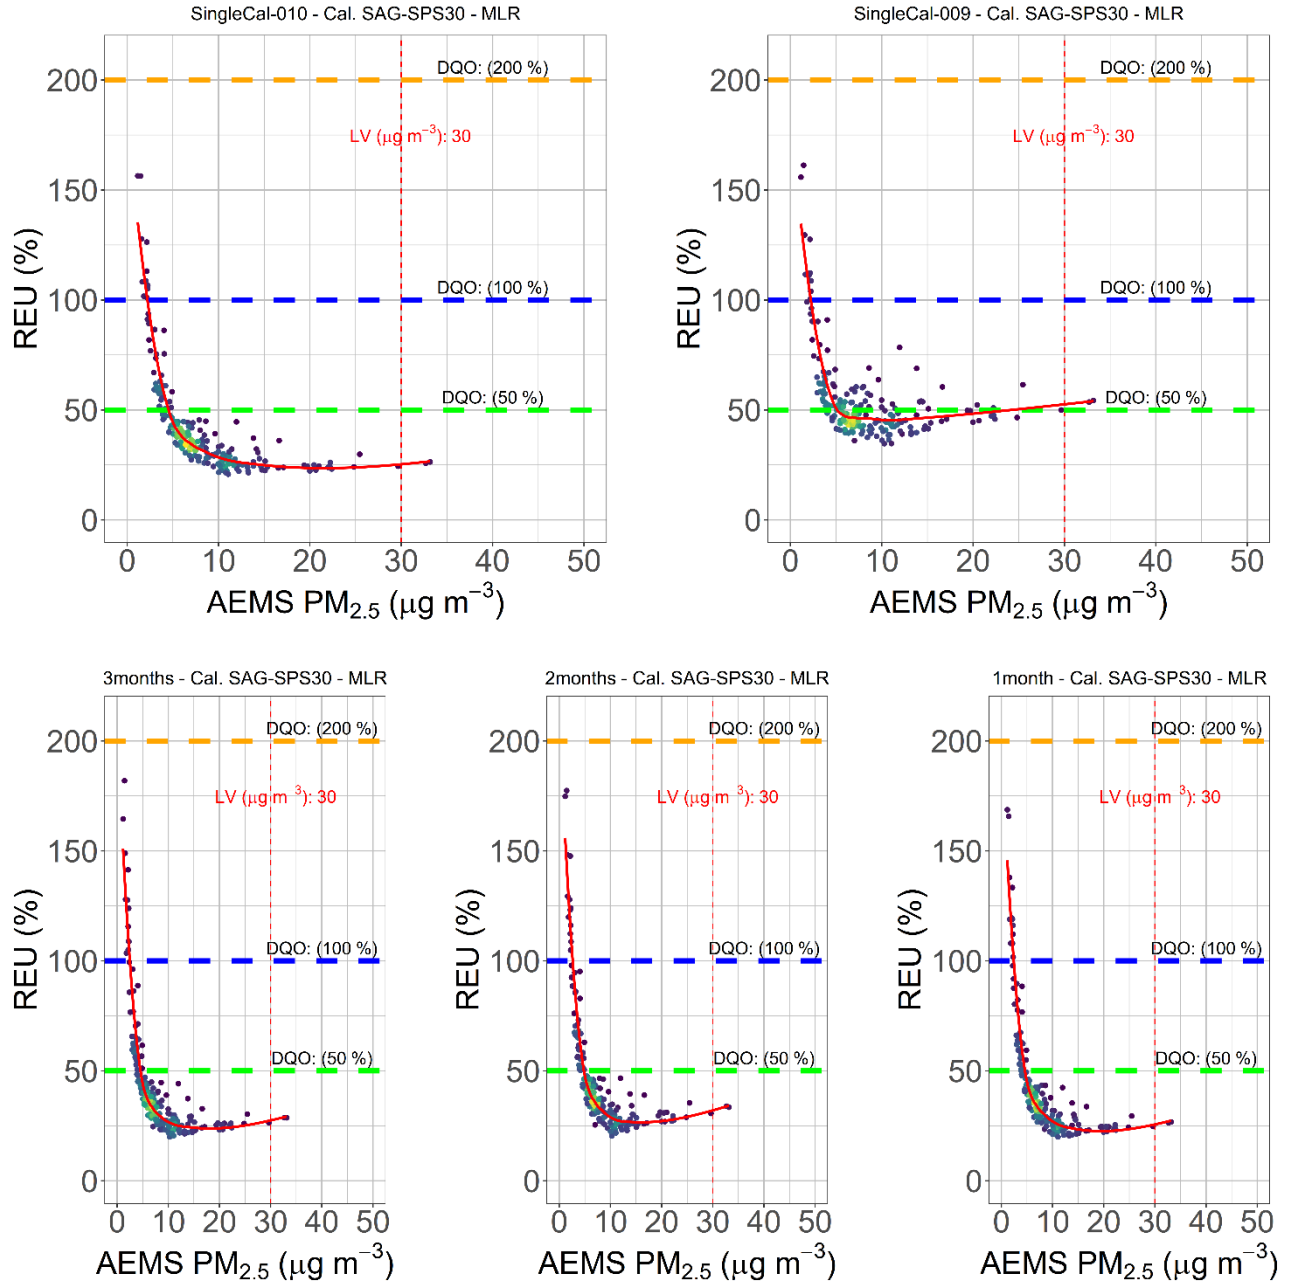 SingleCal-010 - Cal. SAG-SPS30 - MLR
REU (%)
200
150
100
50
0
DQO: (200 %)
LV (μg m⁻³): 30
DQO: (100 %)
DQO: (50 %)
0 10 20 30 40 50
AEMS PM₂.₅ (μg m⁻³)
SingleCal-009 - Cal. SAG-SPS30 - MLR
REU (%)
200
150
100
50
0
DQO: (200 %)
LV (μg m⁻³): 30
DQO: (100 %)
DQO: (50 %)
0 10 20 30 40 50
AEMS PM₂.₅ (μg m⁻³)
3months - Cal. SAG-SPS30 - MLR
REU (%)
200
150
100
50
0
DQO: (200 %)
LV (μg m ³): 30
DQO: (100 %)
DQO: (50 %)
0 10 20 30 40 50
AEMS PM₂.₅ (μg m⁻³)
2months - Cal. SAG-SPS30 - MLR
REU (%)
200
150
100
50
0
DQO: (200 %)
LV (μg m ³): 30
DQO: (100 %)
DQO: (50 %)
0 10 20 30 40 50
AEMS PM₂.₅ (μg m⁻³)
1month - Cal. SAG-SPS30 - MLR
REU (%)
200
150
100
50
0
DQO: (200 %)
LV (μg m ³): 30
DQO: (100 %)
DQO: (50 %)
0 10 20 30 40 50
AEMS PM₂.₅ (μg m⁻³)